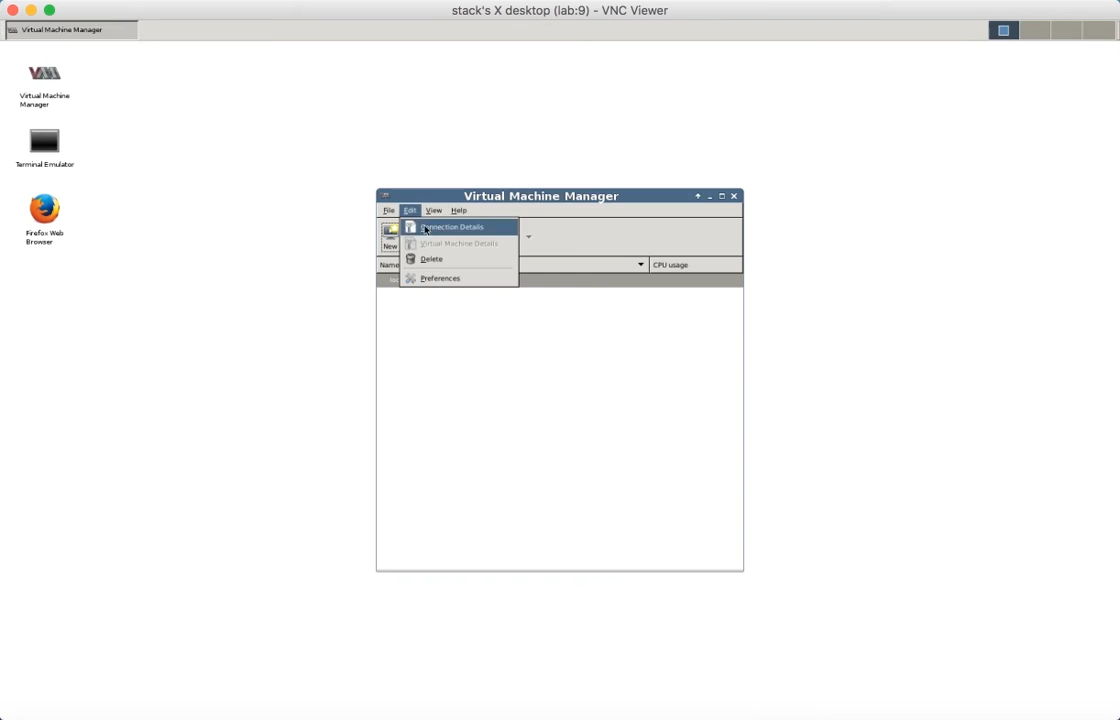 stack's X desktop (lab:9) - VNC Viewer
Virtual Machine Manager
Virtual Machine
Manager
Terminal Emulator
Firefox Web
Browser
Virtual Machine Manager
File Edit View Help
Connection Details
New
Virtual Machine Details
Delete
Name
CPU usage
Preferences